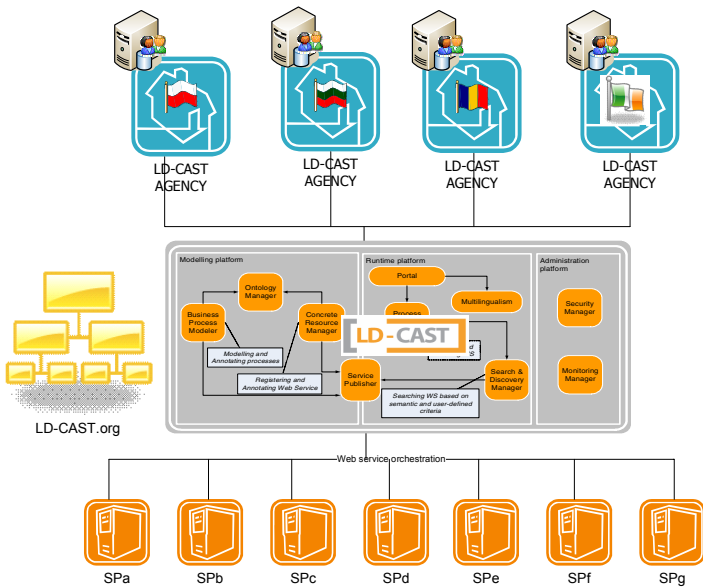 LD-CAST
AGENCY
LD-CAST
AGENCY
LD-CAST
AGENCY
LD-CAST
AGENCY
Modelling platform
Runtime platform
Administration
platform
Portal
Ontology
Manager
Multilingualism
Security
Manager
Business
Process
Modeler
Concrete
Resource
Manager
Process
LD-CAST
Modelling and
Annotating processes
Registering and
Annotating Web Service
Service
Publisher
Search &
Discovery
Manager
Monitoring
Manager
Searching WS based on
semantic and user-defined
criteria
LD-CAST.org
Web service orchestration
SPa
SPb
SPc
SPd
SPe
SPf
SPg